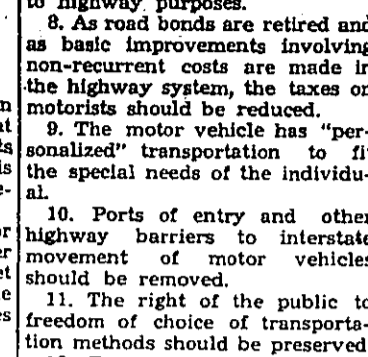 to highway purposes.
8. As road bonds are retired and
as basic improvements involving
non-recurrent costs are made in
the highway system, the taxes on
motorists should be reduced.
9. The motor vehicle has "per-
sonalized" transportation to fit
the special needs of the individu-
al.
10. Ports of entry and other
highway barriers to interstate
movement of motor vehicles
should be removed.
11. The right of the public to
freedom of choice of transporta-
tion methods should be preserved